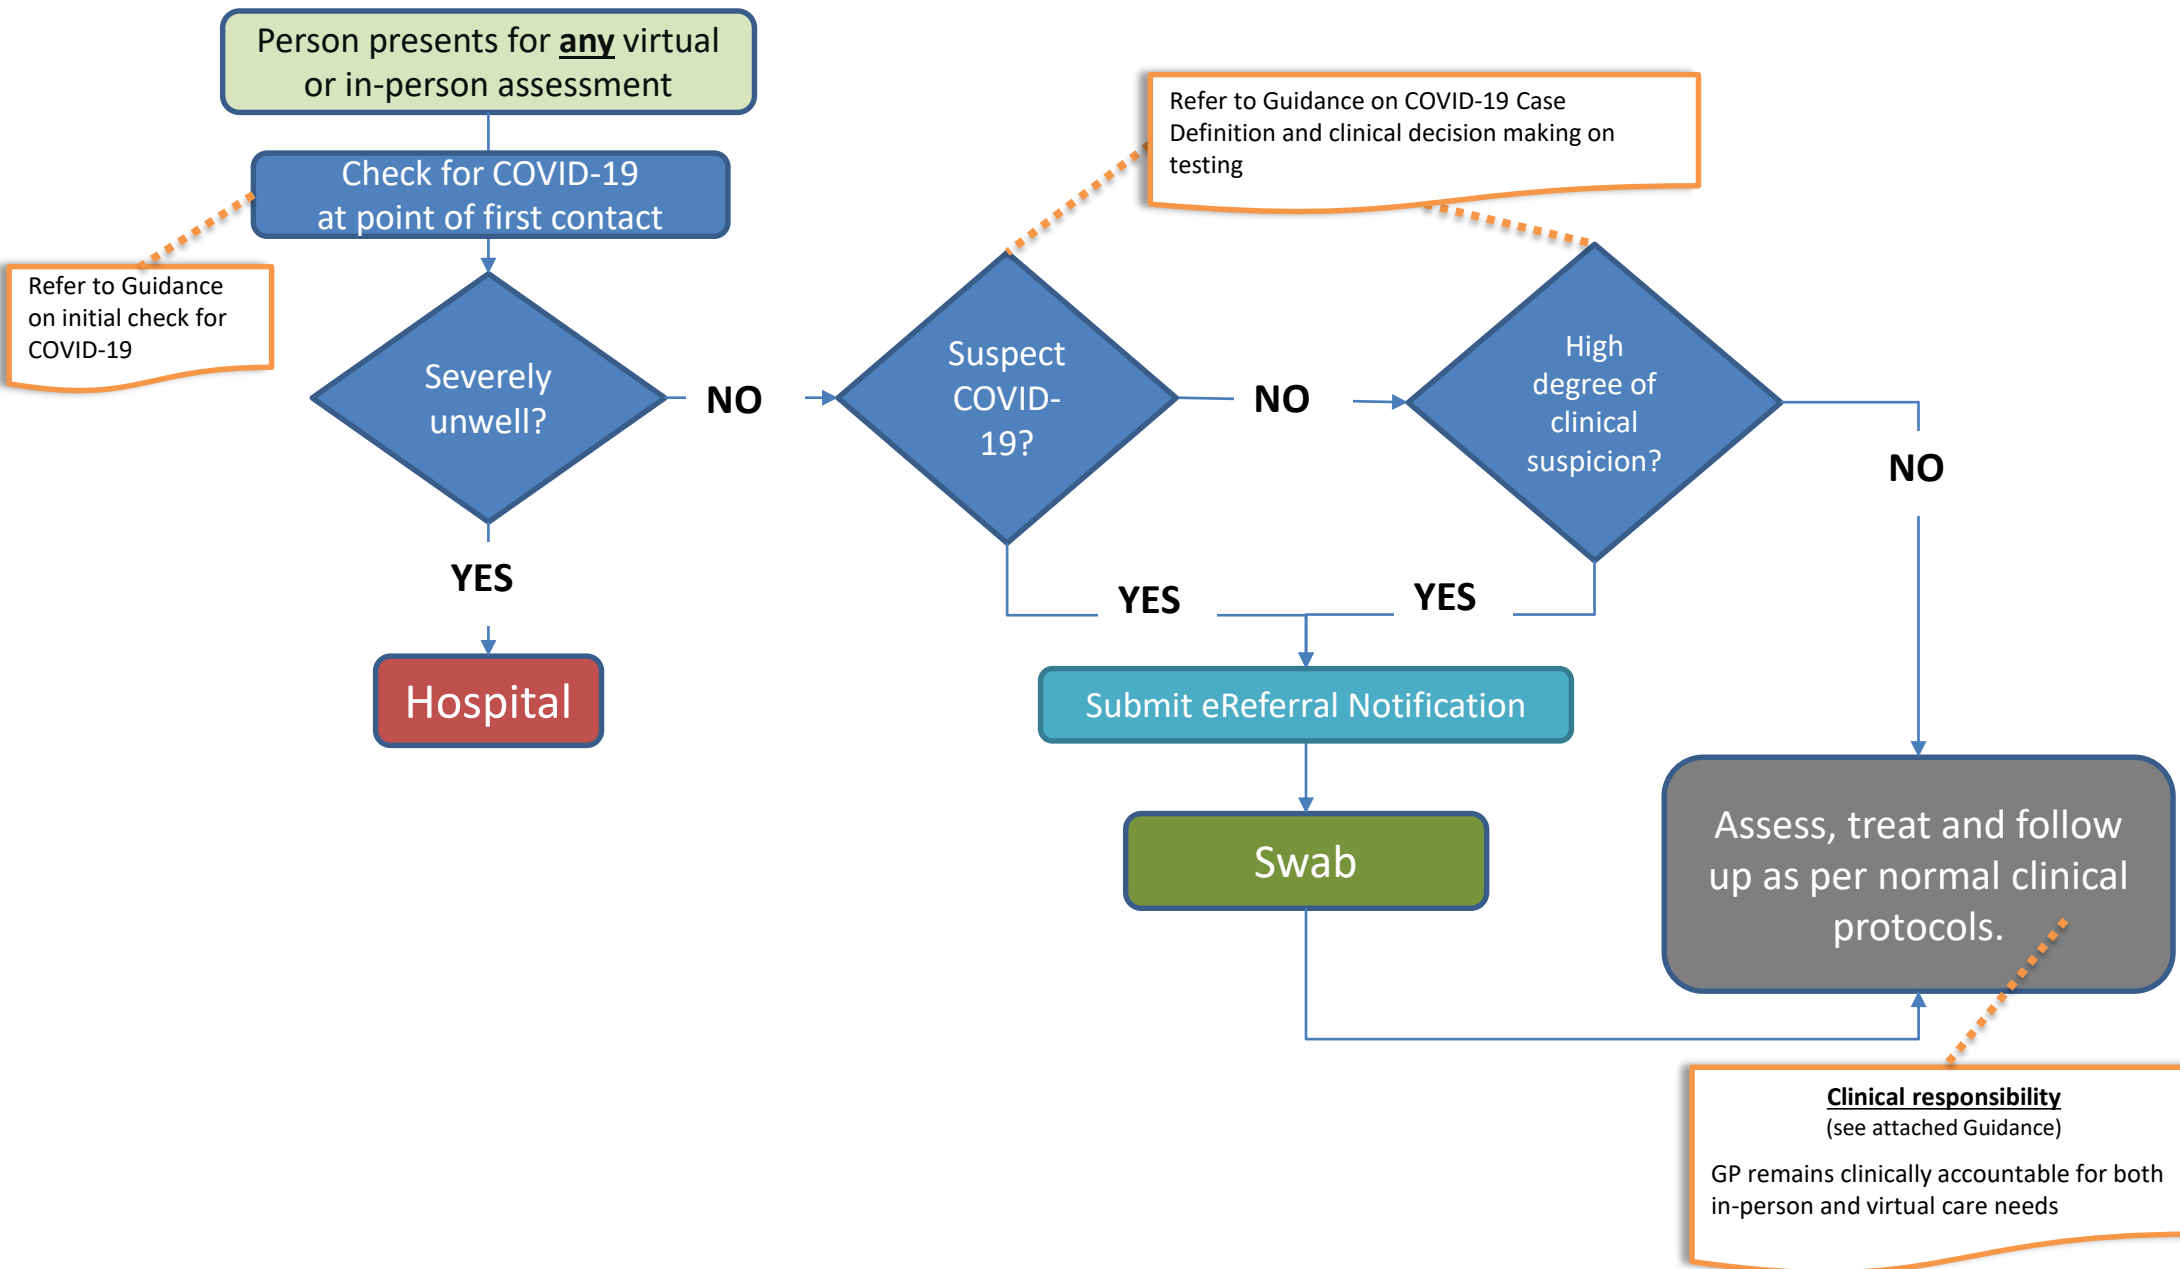 Person presents for any virtual
or in-person assessment
Check for COVID-19
at point of first contact
Refer to Guidance
on initial check for
COVID-19
Refer to Guidance on COVID-19 Case
Definition and clinical decision making on
testing
Severely
unwell?
NO
Suspect
COVID-
19?
NO
High
degree of
clinical
suspicion?
NO
YES
YES
YES
Hospital
Submit eReferral Notification
Swab
Assess, treat and follow
up as per normal clinical
protocols.
Clinical responsibility
(see attached Guidance)
GP remains clinically accountable for both
in-person and virtual care needs